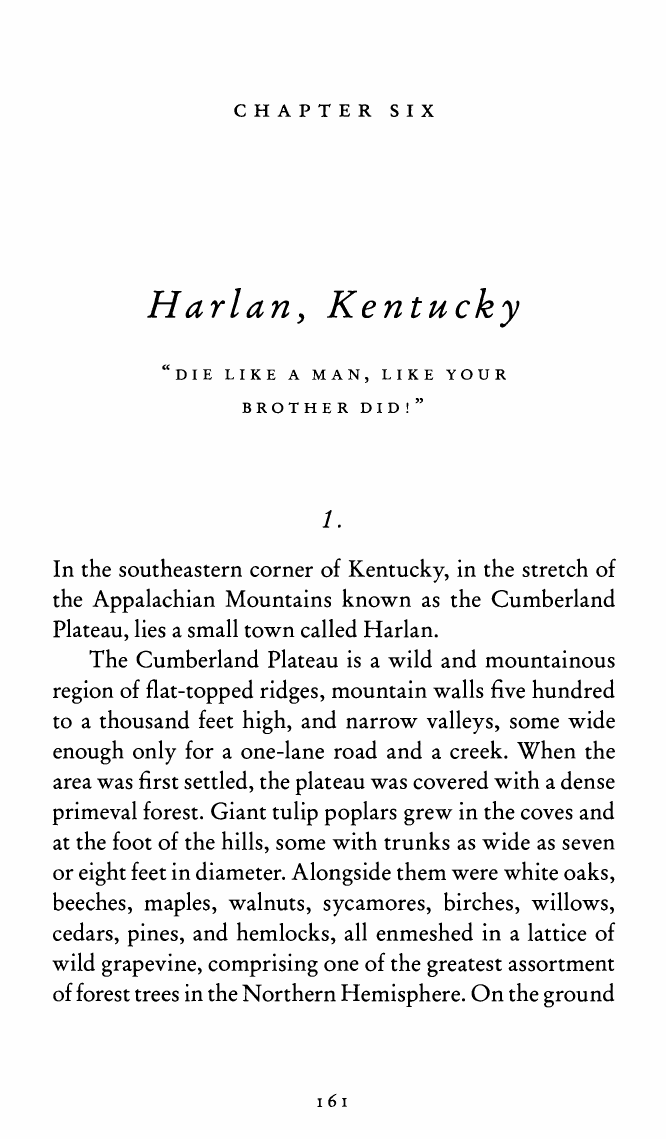 CHAPTER SIX
Harlan, Kentucky
“DIE LIKE A MAN, LIKE YOUR
BROTHER DID!”
1.
In the southeastern corner of Kentucky, in the stretch of
the Appalachian Mountains known as the Cumberland
Plateau, lies a small town called Harlan.
The Cumberland Plateau is a wild and mountainous
region of flat-topped ridges, mountain walls five hundred
to a thousand feet high, and narrow valleys, some wide
enough only for a one-lane road and a creek. When the
area was first settled, the plateau was covered with a dense
primeval forest. Giant tulip poplars grew in the coves and
at the foot of the hills, some with trunks as wide as seven
or eight feet in diameter. Alongside them were white oaks,
beeches, maples, walnuts, sycamores, birches, willows,
cedars, pines, and hemlocks, all enmeshed in a lattice of
wild grapevine, comprising one of the greatest assortment
of forest trees in the Northern Hemisphere. On the ground
161